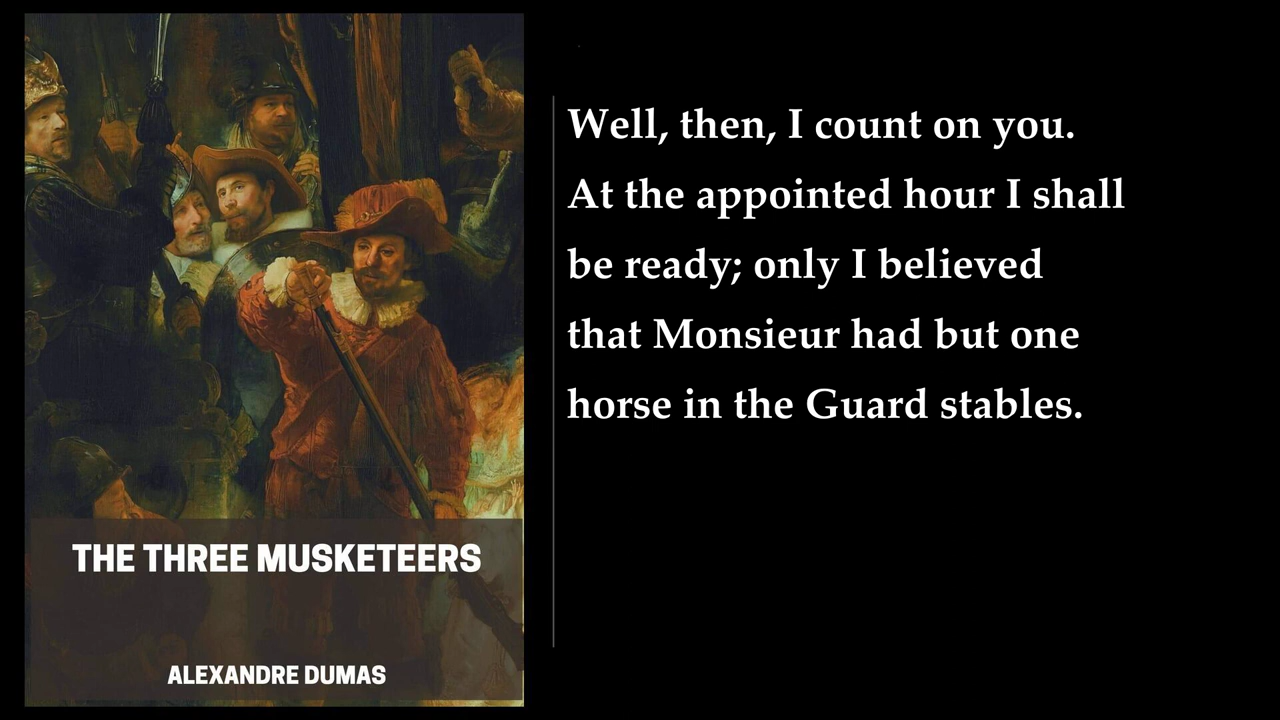 Well, then, I count on you.
At the appointed hour I shall
be ready; only I believed
that Monsieur had but one
horse in the Guard stables.
THE THREE MUSKETEERS
ALEXANDRE DUMAS